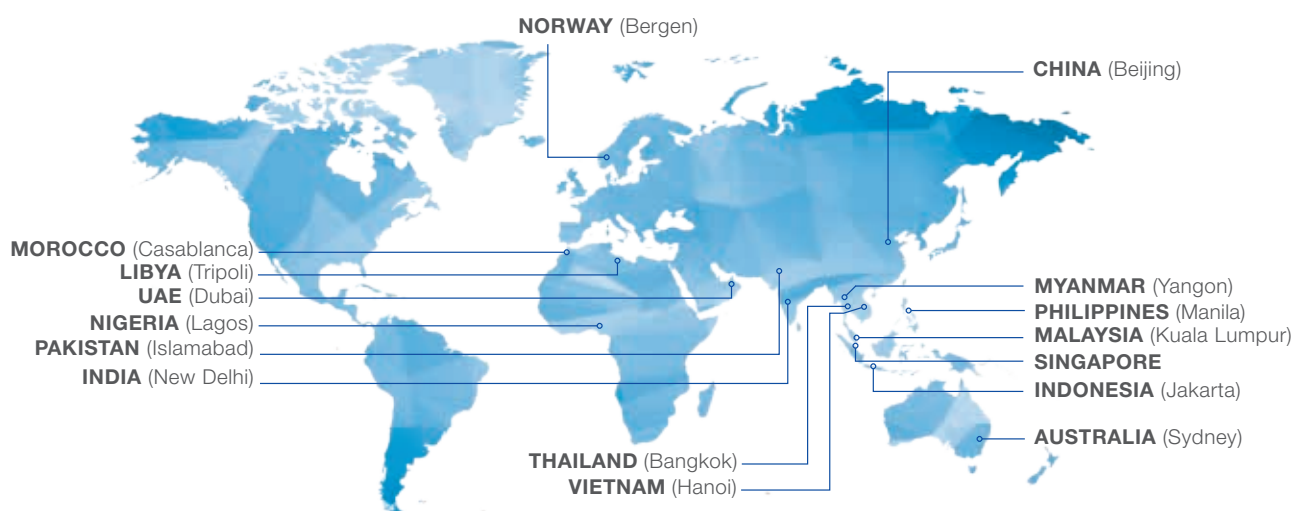 NORWAY (Bergen)
CHINA (Beijing)
MOROCCO (Casablanca)
LIBYA (Tripoli)
UAE (Dubai)
NIGERIA (Lagos)
PAKISTAN (Islamabad)
INDIA (New Delhi)
MYANMAR (Yangon)
PHILIPPINES (Manila)
MALAYSIA (Kuala Lumpur)
SINGAPORE
INDONESIA (Jakarta)
AUSTRALIA (Sydney)
THAILAND (Bangkok)
VIETNAM (Hanoi)